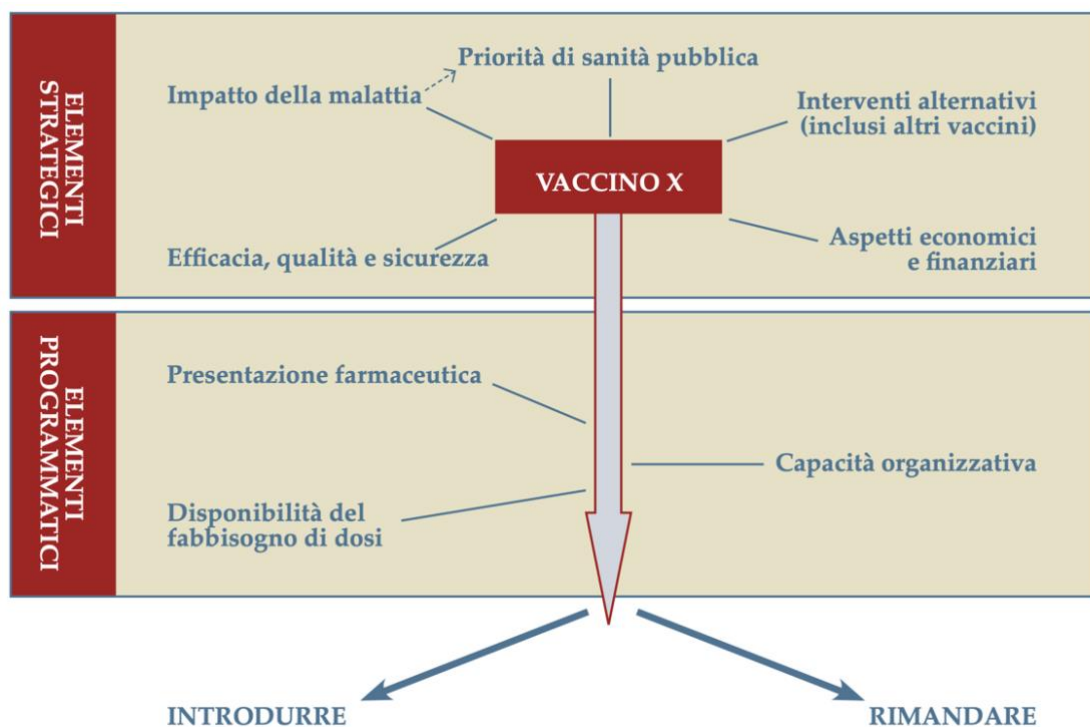 ELEMENTI
STRATEGICI
Priorità di sanità pubblica
Impatto della malattia
Interventi alternativi
(inclusi altri vaccini)
VACCINO X
Efficacia, qualità e sicurezza
Aspetti economici
e finanziari
ELEMENTI
PROGRAMMATICI
Presentazione farmaceutica
Capacità organizzativa
Disponibilità del
fabbisogno di dosi
INTRODURRE
RIMANDARE